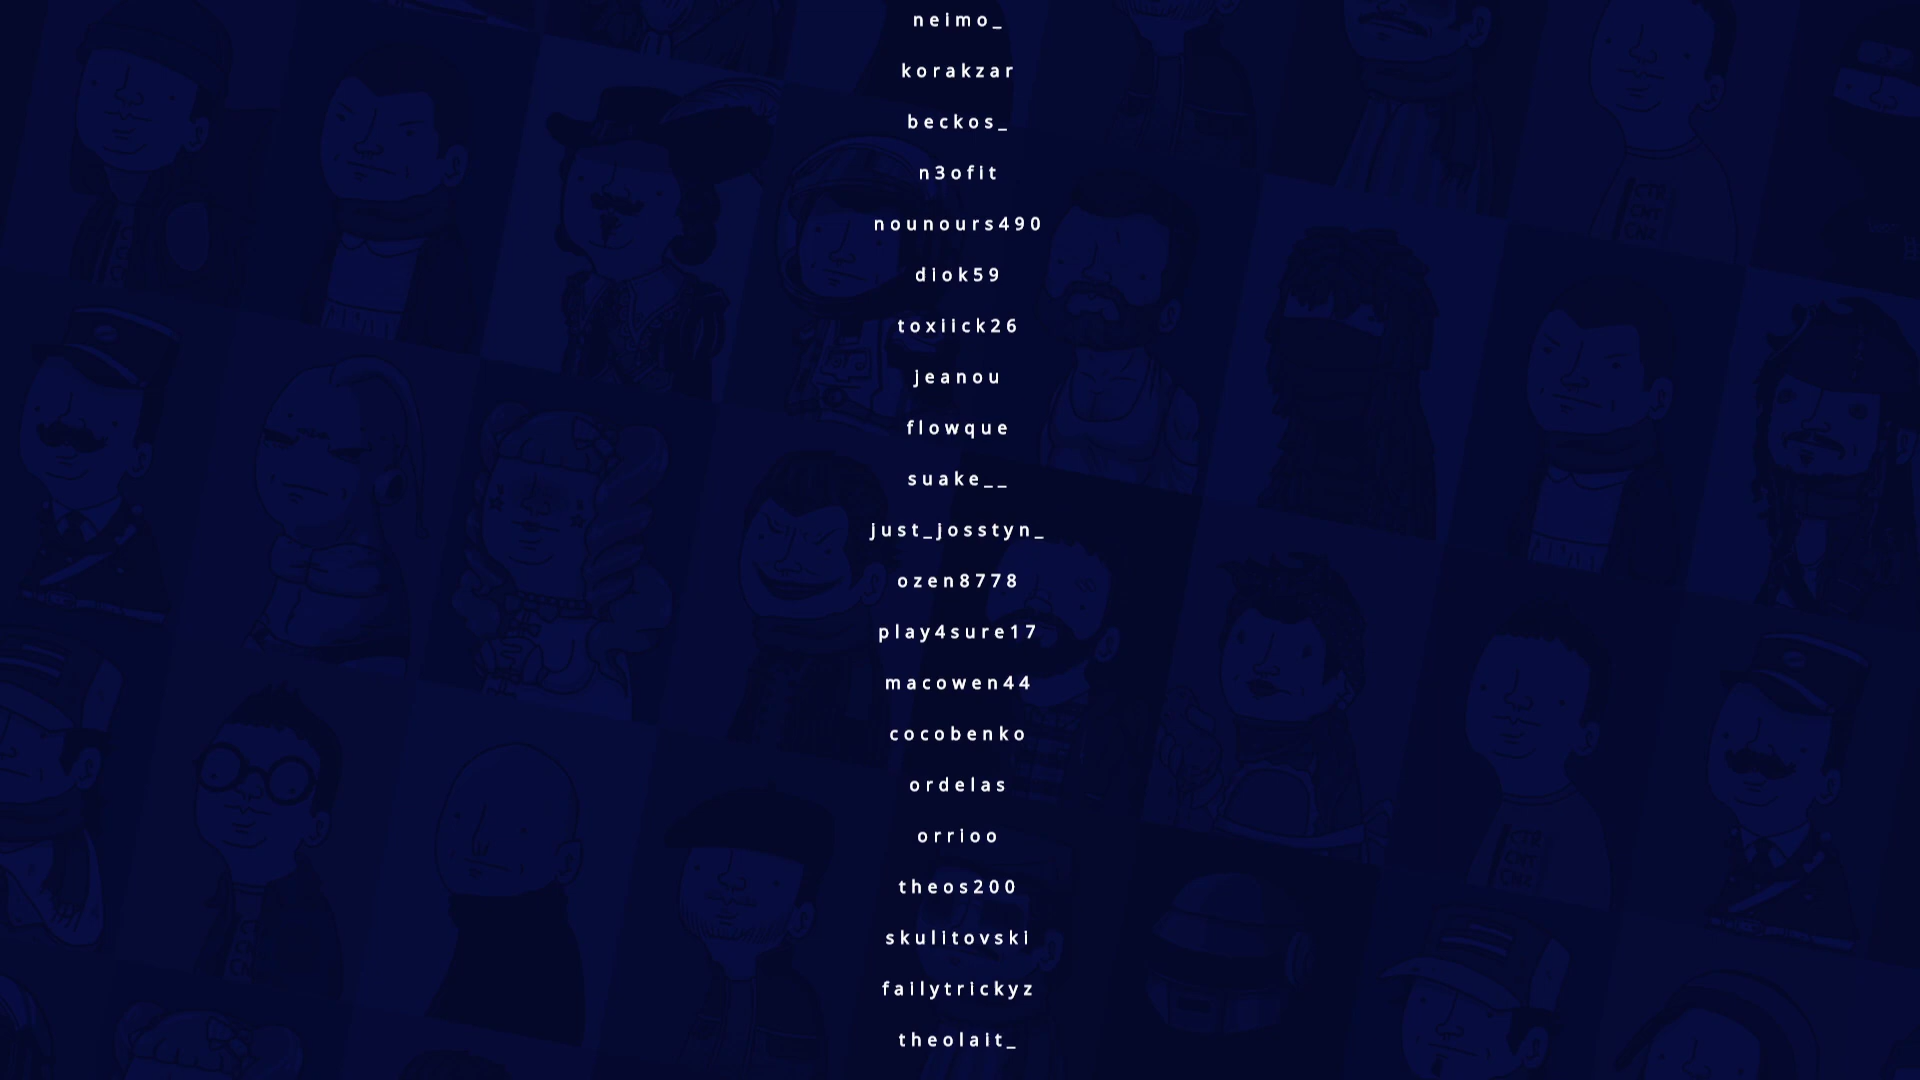 neimo_
korakzar
beckos_
n3ofit
nounours490
diok59
toxiick26
jeanou
flowque
suake__
just_josstyn_
ozen8778
play4sure17
macowen44
cocobenko
ordelas
orrioo
theos200
skulitovski
failytrickyz
theolait_